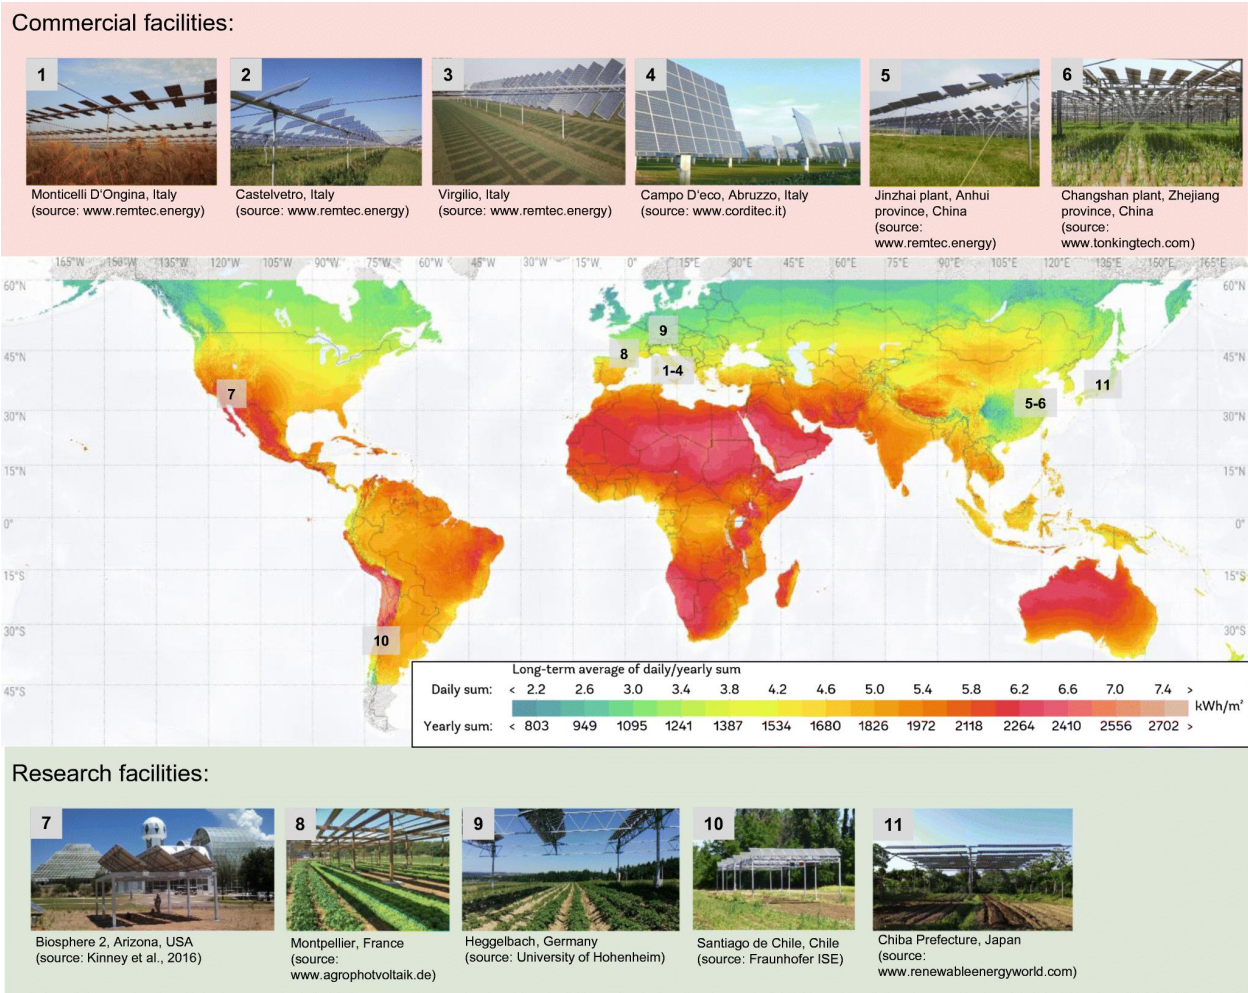 Commercial facilities:
1
2
3
4
5
6
Monticelli D'Ongina, Italy
(source: www.remtec.energy)
Castelvetro, Italy
(source: www.remtec.energy)
Virgilio, Italy
(source: www.remtec.energy)
Campo D'eco, Abruzzo, Italy
(source: www.corditec.it)
Jinzhai plant, Anhui
province, China
(source:
www.remtec.energy)
Changshan plant, Zhejiang
province, China
(source:
www.tonkingtech.com)
165°W 150°W 135°W 120°W 105°W 90°W 75°W 60°W 45°W 30°W 15°W 0° 15°E 30°E 45°E 60°E 75°E 90°E 105°E 120°E 135°E 150°E 165°E
60°N 60°N
9
45°N 8 45°N
1-4
7 11
5-6
30°N 30°N
15°N 15°N
0° 0°
15°S 15°S
30°S 30°S
10
45°S
Long-term average of daily/yearly sum
Daily sum: < 2.2 2.6 3.0 3.4 3.8 4.2 4.6 5.0 5.4 5.8 6.2 6.6 7.0 7.4 >
kWh/m²
Yearly sum: < 803 949 1095 1241 1387 1534 1680 1826 1972 2118 2264 2410 2556 2702 >
Research facilities:
7
8
9
10
11
Biosphere 2, Arizona, USA
(source: Kinney et al., 2016)
Montpellier, France
(source:
www.agrophotvoltaik.de)
Heggelbach, Germany
(source: University of Hohenheim)
Santiago de Chile, Chile
(source: Fraunhofer ISE)
Chiba Prefecture, Japan
(source:
www.renewableenergyworld.com)